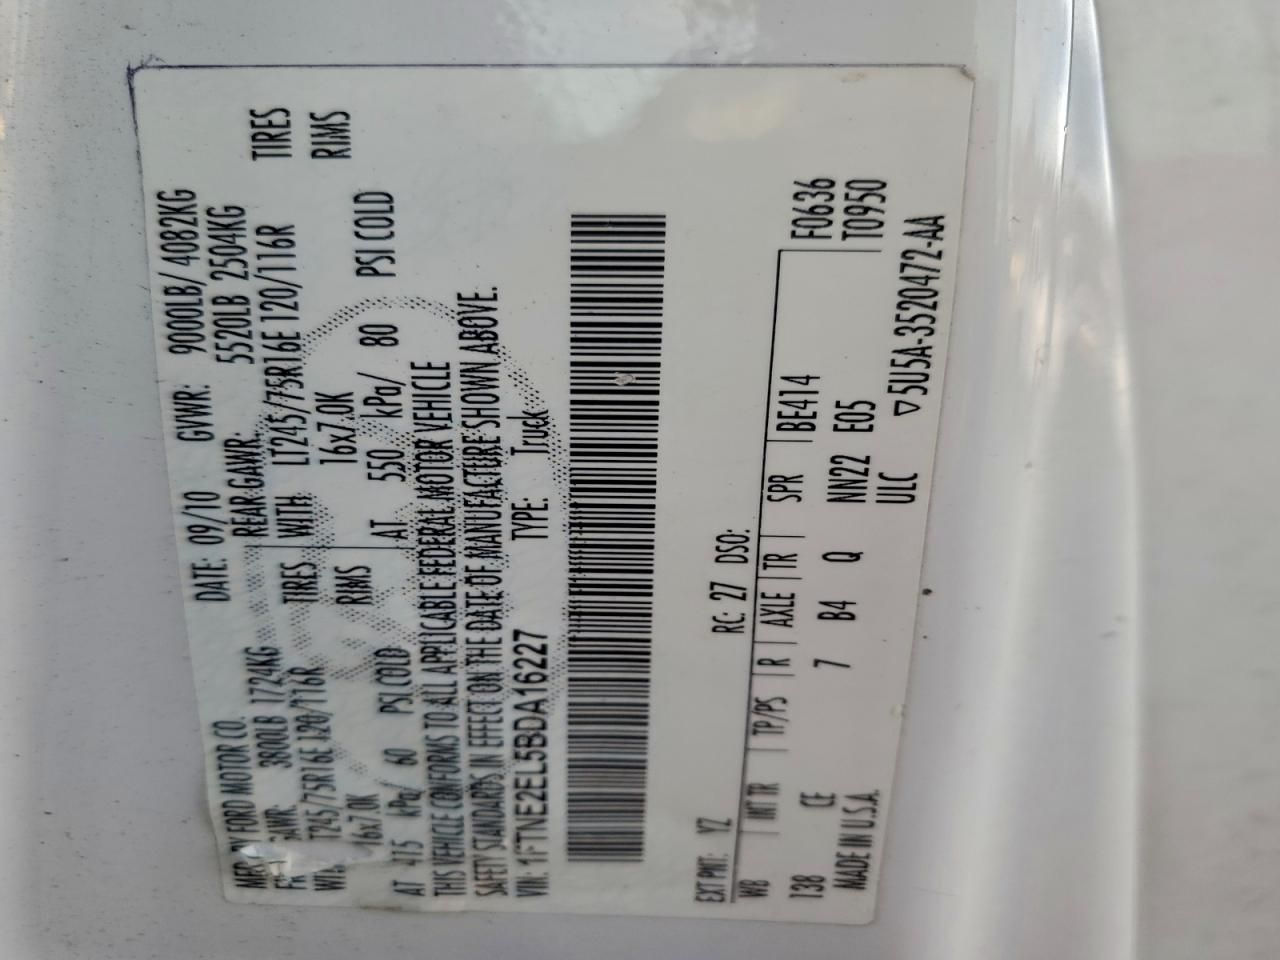 MFD. BY FORD MOTOR CO. DATE: 09/10 GVWR: 9000LB/ 4082KG
GAWR: 3800LB 1724KG REAR GAWR: 5520LB 2504KG
T245/75R16E 120/116R TIRES WITH LT245/75R16E 120/116R TIRES
16x7.0K RIMS 16x7.0K RIMS
AT 415 kPa/ 60 PSI COLD AT 550 kPa/ 80 PSI COLD
THIS VEHICLE CONFORMS TO ALL APPLICABLE FEDERAL MOTOR VEHICLE
SAFETY STANDARDS IN EFFECT ON THE DATE OF MANUFACTURE SHOWN ABOVE.
VIN: 1FTNE2EL5BDA16227 TYPE: Truck
EXT PNT: YZ RC: 27 DSO:
WB INT TR TP/PS R AXLE TR SPR BE414 F0636
138 CE 7 B4 Q NN22 E05 T0950
MADE IN U.S.A. ULC ▽5U5A-3520472-AA